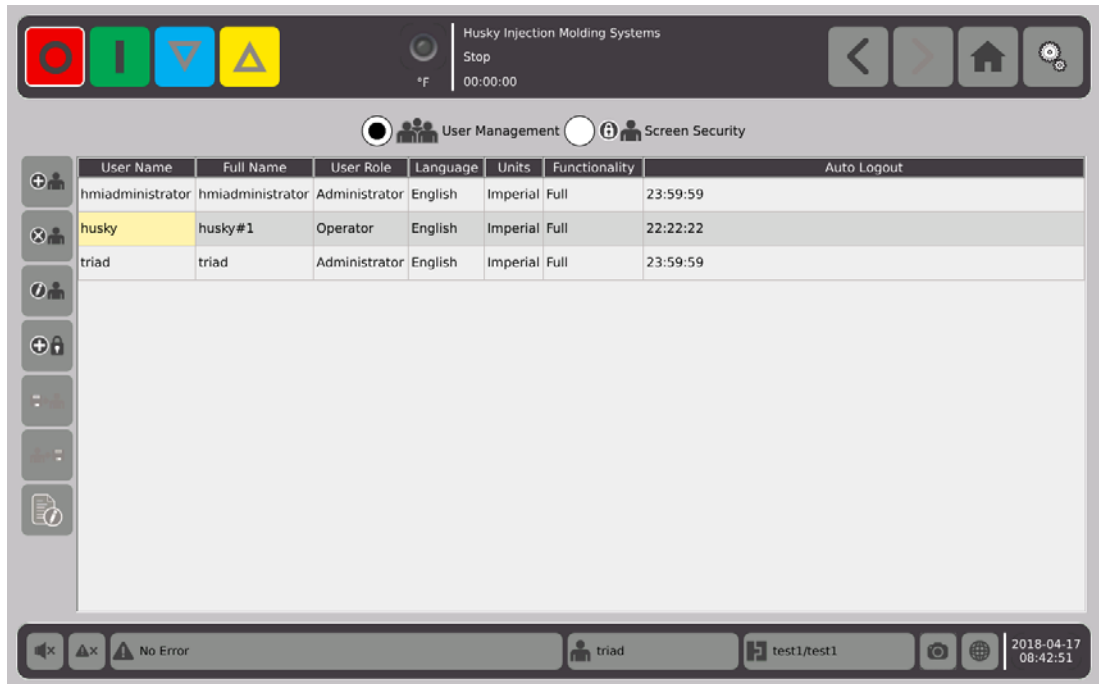 Husky Injection Molding Systems
Stop
°F 00:00:00
User Management Screen Security
User Name Full Name User Role Language Units Functionality Auto Logout
hmiadministrator hmiadministrator Administrator English Imperial Full 23:59:59
husky husky#1 Operator English Imperial Full 22:22:22
triad triad Administrator English Imperial Full 23:59:59
No Error triad test1/test1 2018-04-17
08:42:51